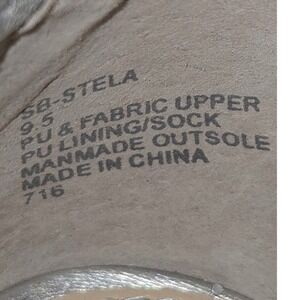 SB-STELA
9.5
PU & FABRIC UPPER
PU LINING/SOCK
MANMADE OUTSOLE
MADE IN CHINA
716